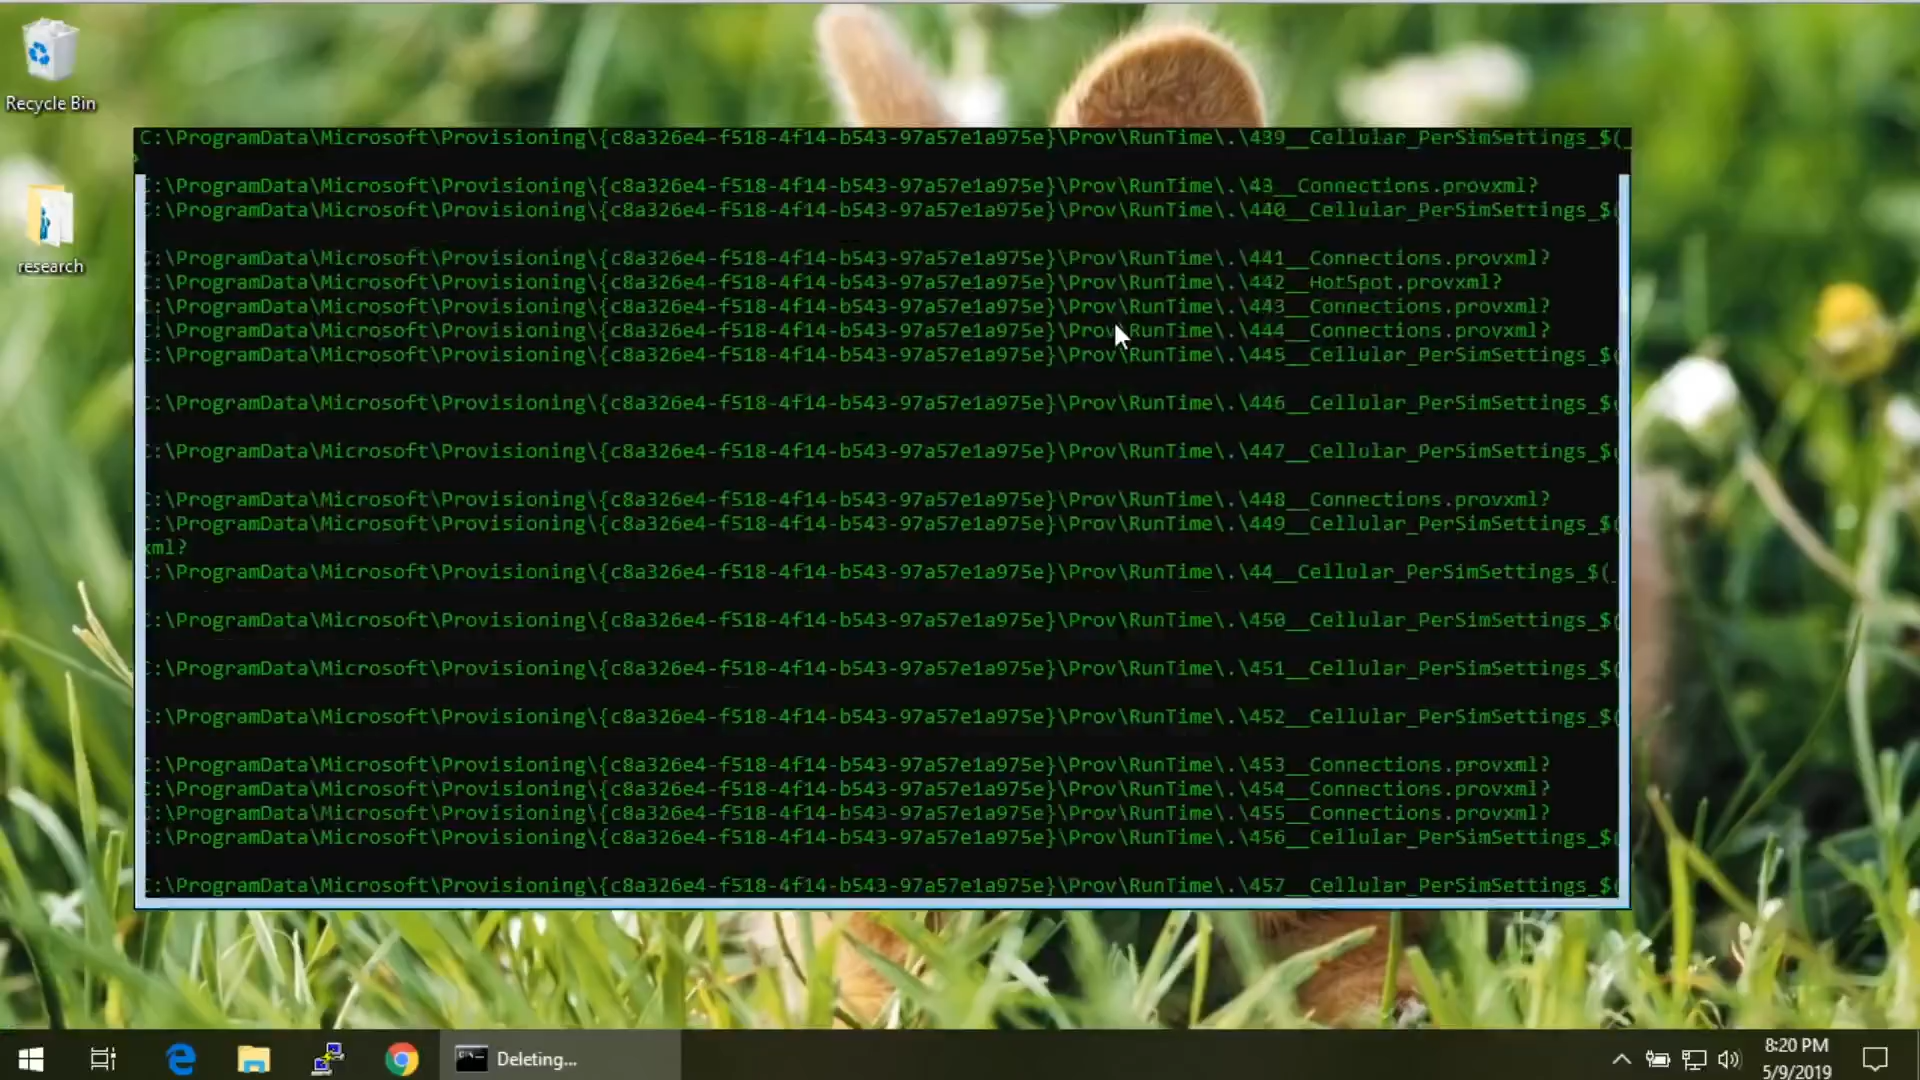 Recycle Bin
research
C:\ProgramData\Microsoft\Provisioning\{c8a326e4-f518-4f14-b543-97a57e1a975e}\Prov\RunTime\.\439__Cellular_PerSimSettings_$(_
:\ProgramData\Microsoft\Provisioning\{c8a326e4-f518-4f14-b543-97a57e1a975e}\Prov\RunTime\.\43__Connections.provxml?
:\ProgramData\Microsoft\Provisioning\{c8a326e4-f518-4f14-b543-97a57e1a975e}\Prov\RunTime\.\440__Cellular_PerSimSettings_$(
:\ProgramData\Microsoft\Provisioning\{c8a326e4-f518-4f14-b543-97a57e1a975e}\Prov\RunTime\.\441__Connections.provxml?
:\ProgramData\Microsoft\Provisioning\{c8a326e4-f518-4f14-b543-97a57e1a975e}\Prov\RunTime\.\442__HotSpot.provxml?
:\ProgramData\Microsoft\Provisioning\{c8a326e4-f518-4f14-b543-97a57e1a975e}\Prov\RunTime\.\443__Connections.provxml?
:\ProgramData\Microsoft\Provisioning\{c8a326e4-f518-4f14-b543-97a57e1a975e}\Prov\RunTime\.\444__Connections.provxml?
:\ProgramData\Microsoft\Provisioning\{c8a326e4-f518-4f14-b543-97a57e1a975e}\Prov\RunTime\.\445__Cellular_PerSimSettings_$(
:\ProgramData\Microsoft\Provisioning\{c8a326e4-f518-4f14-b543-97a57e1a975e}\Prov\RunTime\.\446__Cellular_PerSimSettings_$(
:\ProgramData\Microsoft\Provisioning\{c8a326e4-f518-4f14-b543-97a57e1a975e}\Prov\RunTime\.\447__Cellular_PerSimSettings_$(
:\ProgramData\Microsoft\Provisioning\{c8a326e4-f518-4f14-b543-97a57e1a975e}\Prov\RunTime\.\448__Connections.provxml?
:\ProgramData\Microsoft\Provisioning\{c8a326e4-f518-4f14-b543-97a57e1a975e}\Prov\RunTime\.\449__Cellular_PerSimSettings_$(
xml?
:\ProgramData\Microsoft\Provisioning\{c8a326e4-f518-4f14-b543-97a57e1a975e}\Prov\RunTime\.\44__Cellular_PerSimSettings_$(_
:\ProgramData\Microsoft\Provisioning\{c8a326e4-f518-4f14-b543-97a57e1a975e}\Prov\RunTime\.\450__Cellular_PerSimSettings_$(
:\ProgramData\Microsoft\Provisioning\{c8a326e4-f518-4f14-b543-97a57e1a975e}\Prov\RunTime\.\451__Cellular_PerSimSettings_$(
:\ProgramData\Microsoft\Provisioning\{c8a326e4-f518-4f14-b543-97a57e1a975e}\Prov\RunTime\.\452__Cellular_PerSimSettings_$(
:\ProgramData\Microsoft\Provisioning\{c8a326e4-f518-4f14-b543-97a57e1a975e}\Prov\RunTime\.\453__Connections.provxml?
:\ProgramData\Microsoft\Provisioning\{c8a326e4-f518-4f14-b543-97a57e1a975e}\Prov\RunTime\.\454__Connections.provxml?
:\ProgramData\Microsoft\Provisioning\{c8a326e4-f518-4f14-b543-97a57e1a975e}\Prov\RunTime\.\455__Connections.provxml?
:\ProgramData\Microsoft\Provisioning\{c8a326e4-f518-4f14-b543-97a57e1a975e}\Prov\RunTime\.\456__Cellular_PerSimSettings_$(
:\ProgramData\Microsoft\Provisioning\{c8a326e4-f518-4f14-b543-97a57e1a975e}\Prov\RunTime\.\457__Cellular_PerSimSettings_$(
Deleting...
8:20 PM
5/9/2019